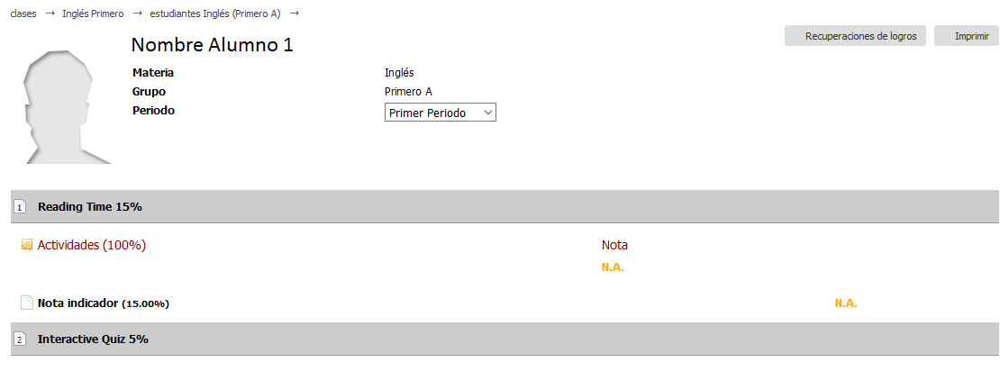 clases → Inglés Primero → estudiantes Inglés (Primero A) →
Recuperaciones de logros Imprimir
Nombre Alumno 1
Materia Inglés
Grupo Primero A
Periodo Primer Periodo
1 Reading Time 15%
Actividades (100%) Nota
N.A.
Nota indicador (15.00%) N.A.
2 Interactive Quiz 5%